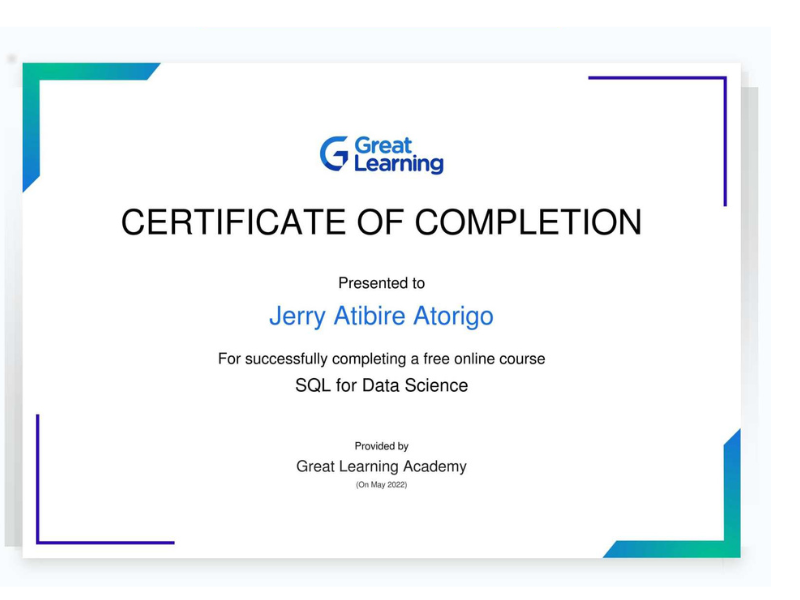 Great
Learning
CERTIFICATE OF COMPLETION
Presented to
Jerry Atibire Atorigo
For successfully completing a free online course
SQL for Data Science
Provided by
Great Learning Academy
(On May 2022)